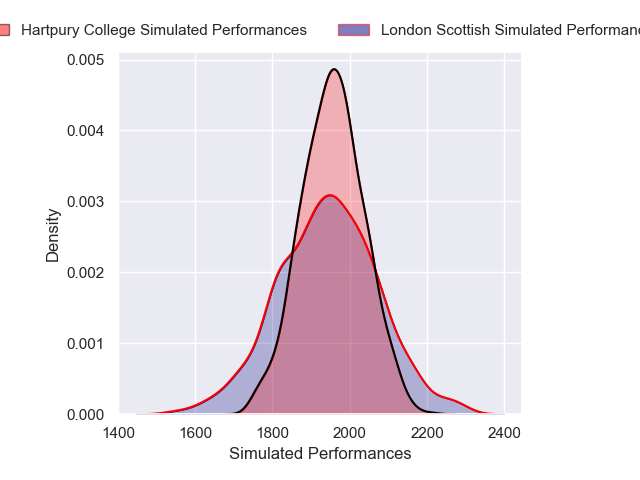 Hartpury College Simulated Performances
London Scottish Simulated Performanc
0.005
0.004
0.003
0.002
0.001
0.000
Density
1400 1600 1800 2000 2200 2400
Simulated Performances